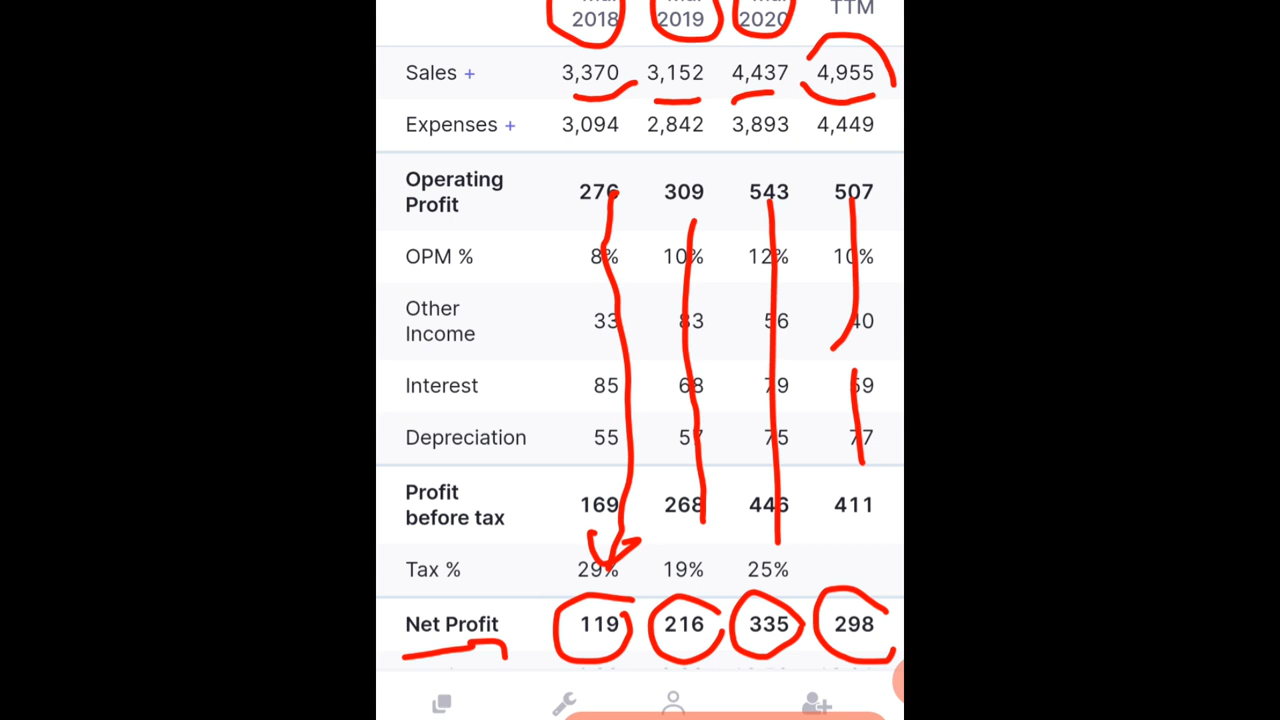 2018 2019 2020 TTM
Sales + 3,370 3,152 4,437 4,955
Expenses + 3,094 2,842 3,893 4,449
Operating
Profit 276 309 543 507
OPM % 8% 10% 12% 10%
Other
Income 33 83 56 40
Interest 85 68 79 59
Depreciation 55 57 75 77
Profit
before tax 169 268 446 411
Tax % 29% 19% 25%
Net Profit 119 216 335 298